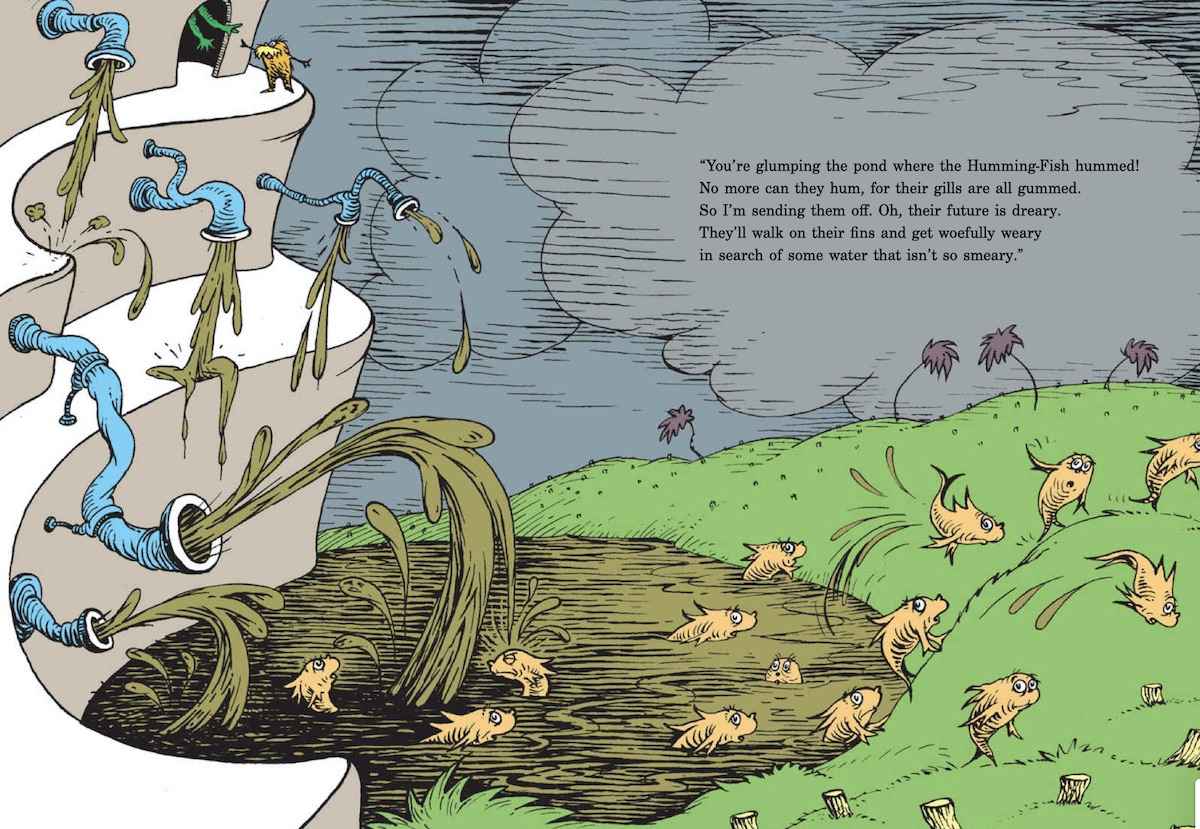 “You’re glumping the pond where the Humming-Fish hummed!
No more can they hum, for their gills are all gummed.
So I’m sending them off. Oh, their future is dreary.
They’ll walk on their fins and get woefully weary
in search of some water that isn’t so smeary.”